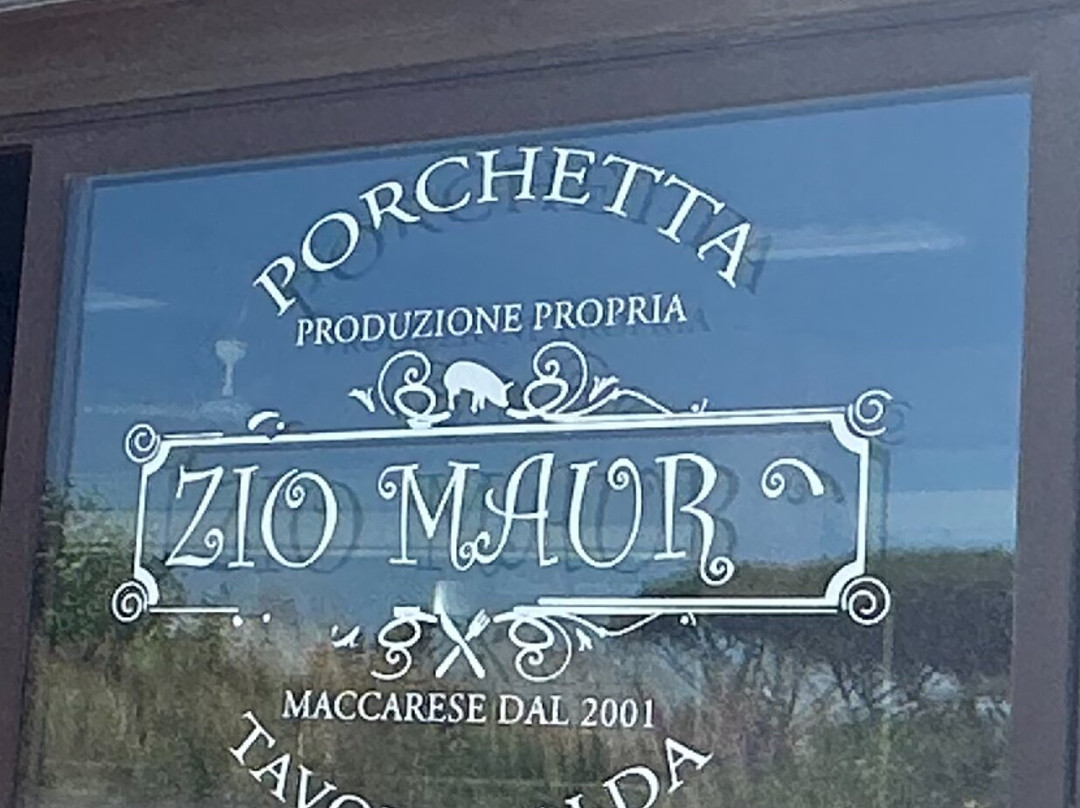 PORCHETTA
PRODUZIONE PROPRIA
ZIO MAUR
MACCARESE DAL 2001